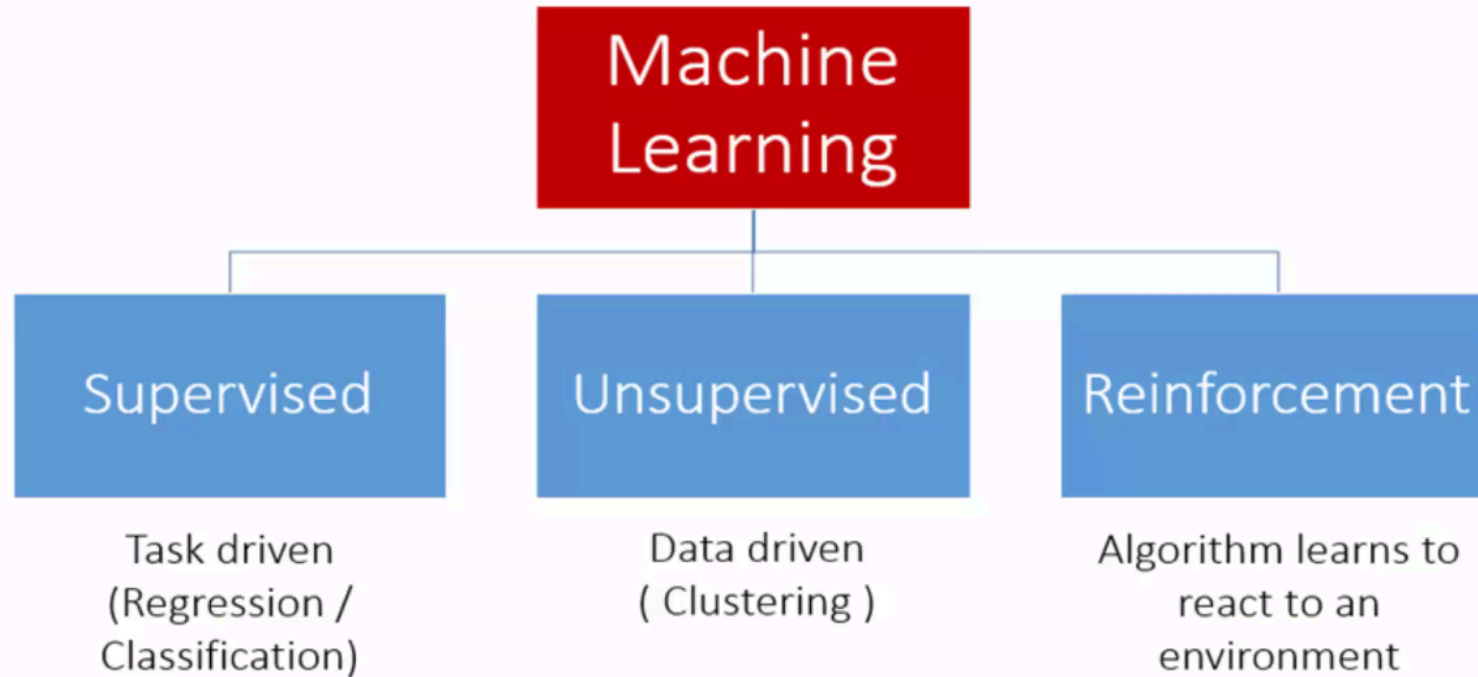 Machine
Learning
Supervised
Unsupervised
Reinforcement
Task driven
(Regression /
Classification)
Data driven
( Clustering )
Algorithm learns to
react to an
environment